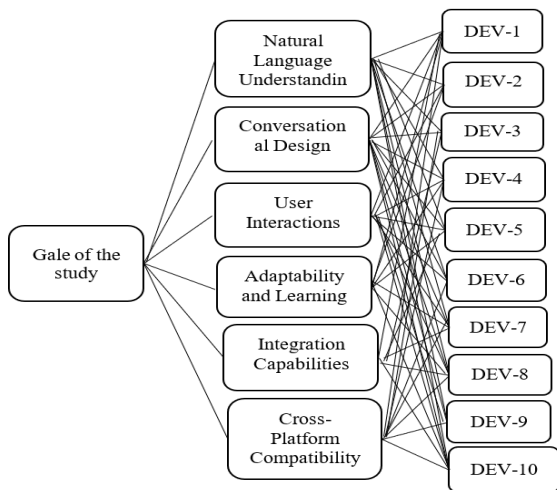 Gale of the
study
Natural
Language
Understandin
Conversation
al Design
User
Interactions
Adaptability
and Learning
Integration
Capabilities
Cross-
Platform
Compatibility
DEV-1
DEV-2
DEV-3
DEV-4
DEV-5
DEV-6
DEV-7
DEV-8
DEV-9
DEV-10